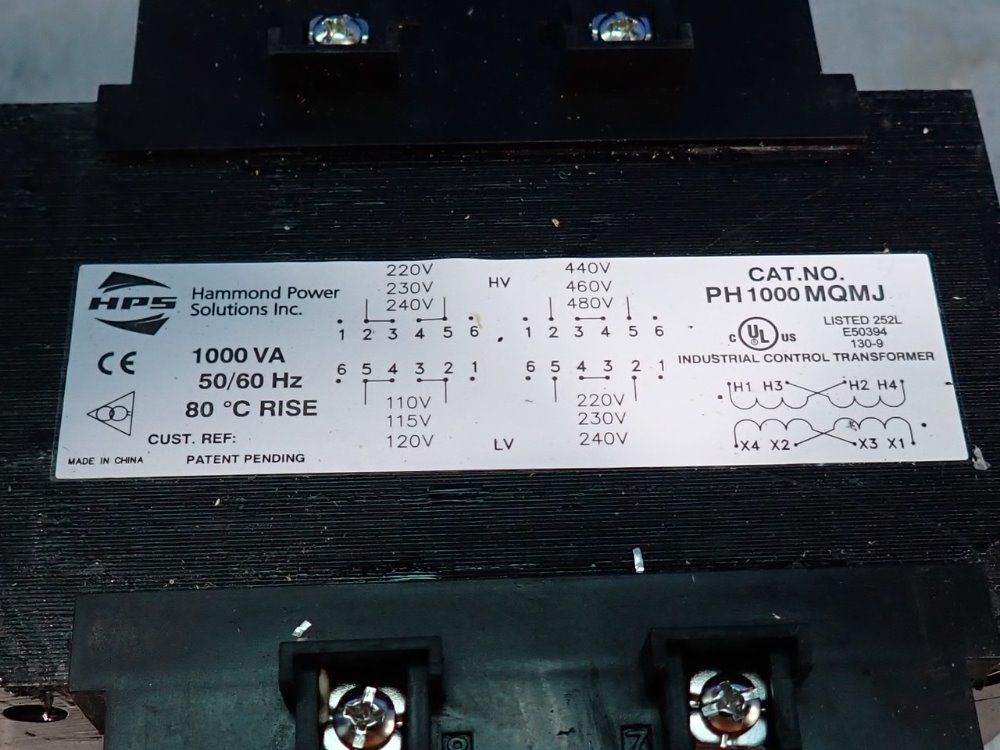 HPS
Hammond Power
Solutions Inc.
CE
1000 VA
50/60 Hz
80 °C RISE
CUST. REF:
MADE IN CHINA
PATENT PENDING
220V
230V
240V
1 2 3 4 5 6
6 5 4 3 2 1
110V
115V
120V
HV
LV
440V
460V
480V
1 2 3 4 5 6
6 5 4 3 2 1
220V
230V
240V
CAT.NO.
PH1000MQMJ
c UL US
LISTED 252L
E50394
130-9
INDUSTRIAL CONTROL TRANSFORMER
H1 H3 H2 H4
X4 X2 X3 X1
7